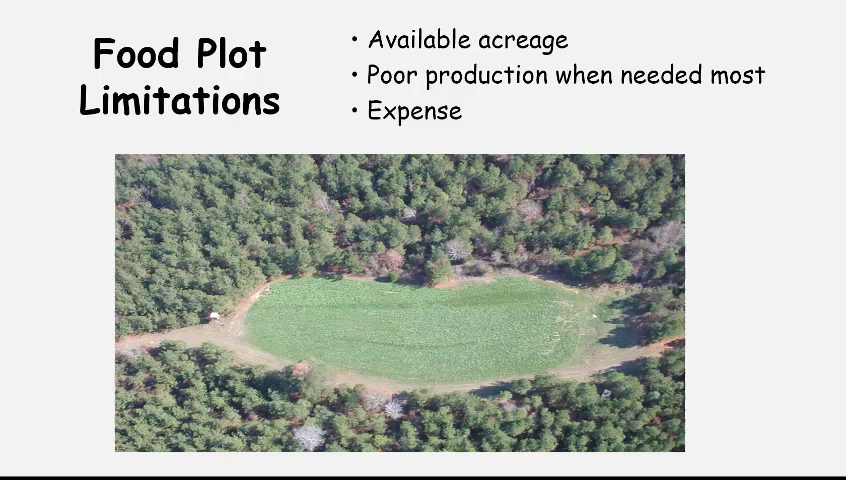 Food Plot
Limitations
• Available acreage
• Poor production when needed most
• Expense